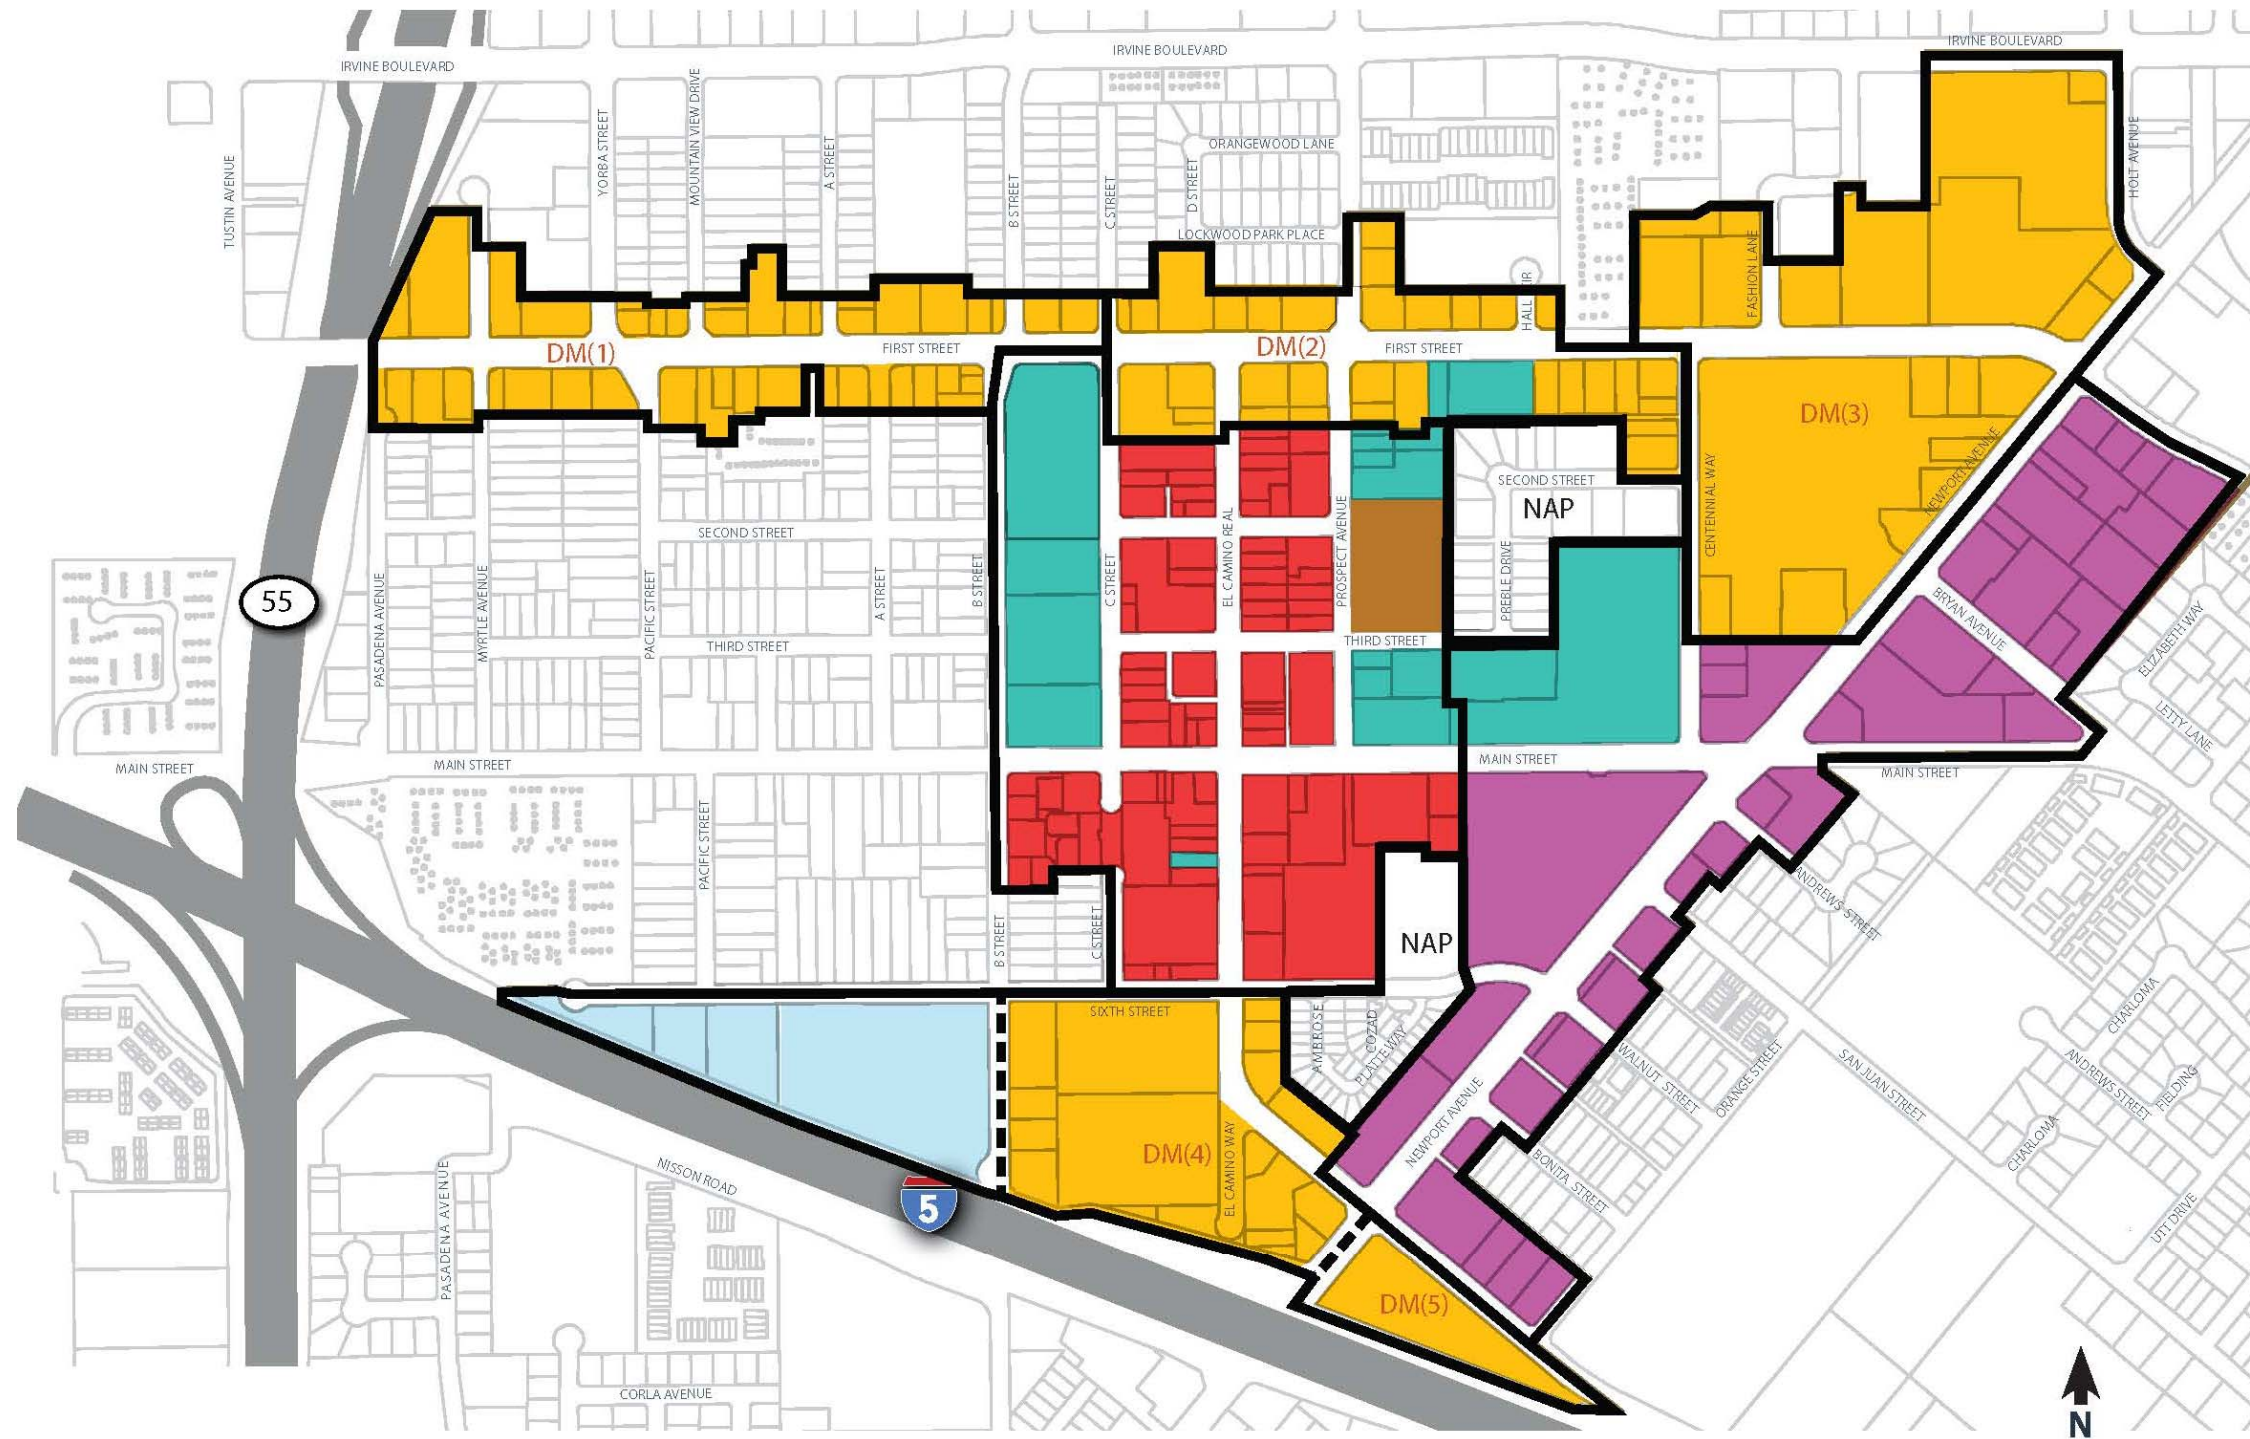 IRVINE BOULEVARD
IRVINE BOULEVARD
IRVINE BOULEVARD
TUSTIN AVENUE
YORBA STREET
MOUNTAIN VIEW DRIVE
A STREET
B STREET
C STREET
D STREET
ORANGEWOOD LANE
LOCKWOOD PARK PLACE
HALL CIR
FASHION LANE
HOLT AVENUE
DM(1)
FIRST STREET
DM(2)
FIRST STREET
DM(3)
CENTENNIAL WAY
NEWPORT AVENNE
SECOND STREET
NAP
PREBLE DRIVE
SECOND STREET
PASADENA AVENUE
MYRTLE AVENUE
PACIFIC STREET
A STREET
B STREET
C STREET
EL CAMINO REAL
PROSPECT AVENUE
55
THIRD STREET
THIRD STREET
BRYAN AVENUE
ELIZABETH WAY
LETTY LANE
MAIN STREET
MAIN STREET
MAIN STREET
MAIN STREET
PACIFIC STREET
B STREET
C STREET
NAP
ANDREWS STREET
SIXTH STREET
AMBROSE
COZAD
PLATTEWAY
WALNUT STREET
ORANGE STREET
SAN JUAN STREET
CHARLOMA
ANDREWS STREET
FIELDING
CHARLOMA
UTT DRIVE
NEWPORT AVENUE
BONITA STREET
DM(4)
EL CAMINO WAY
NISSON ROAD
PASADENA AVENUE
5
DM(5)
CORLA AVENUE
N